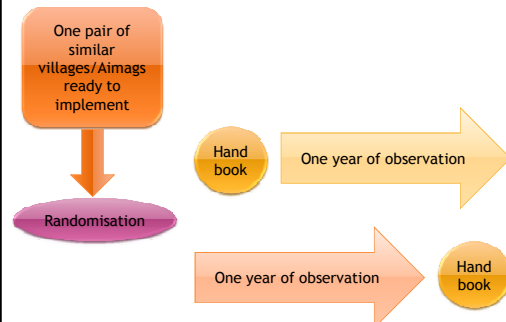 One pair of
similar
villages/Aimags
ready to
implement
Hand
book
One year of observation
Randomisation
One year of observation
Hand
book